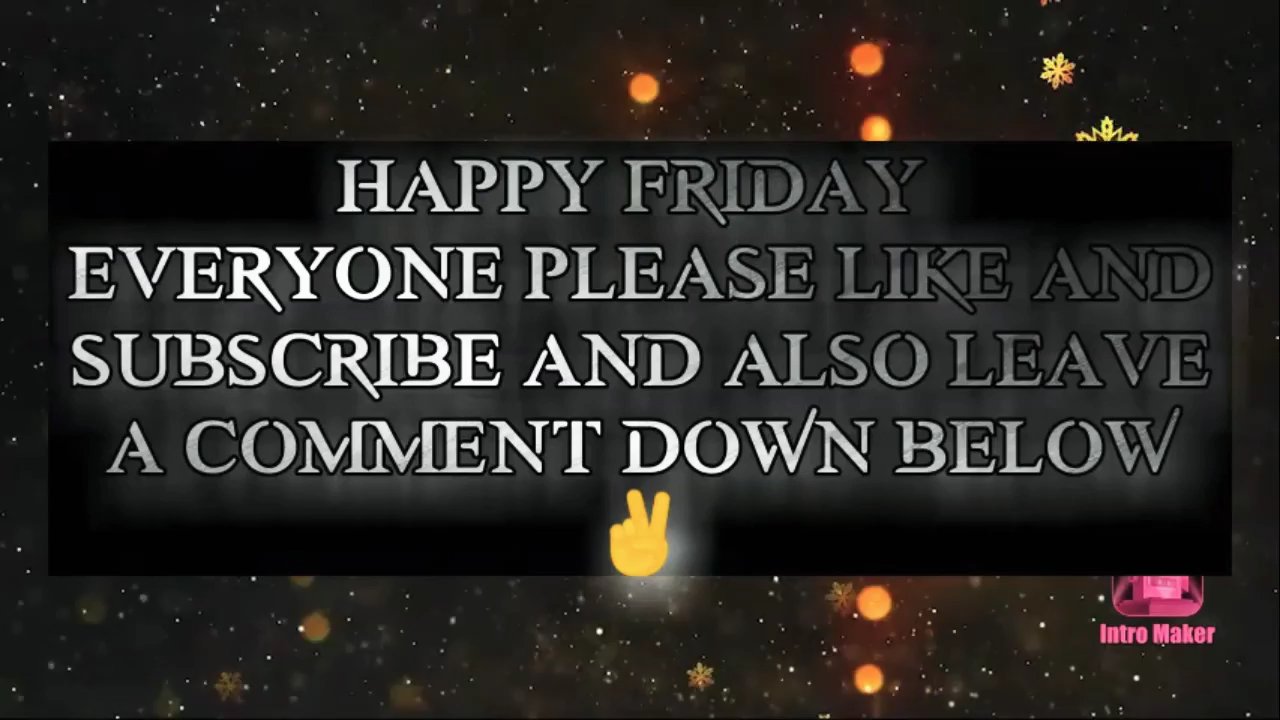 HAPPY FRIDAY
EVERYONE PLEASE LIKE AND
SUBSCRIBE AND ALSO LEAVE
A COMMENT DOWN BELOW
✌
Intro Maker